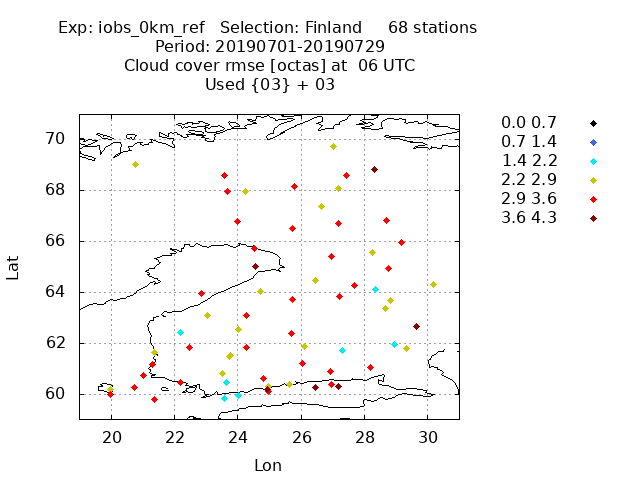 Exp: iobs_0km_ref   Selection: Finland     68 stations
Period: 20190701-20190729
Cloud cover rmse [octas] at  06 UTC
Used {03} + 03
0.0 0.7
0.7 1.4
1.4 2.2
2.2 2.9
2.9 3.6
3.6 4.3
70
68
66
64
62
60
Lat
20 22 24 26 28 30
Lon